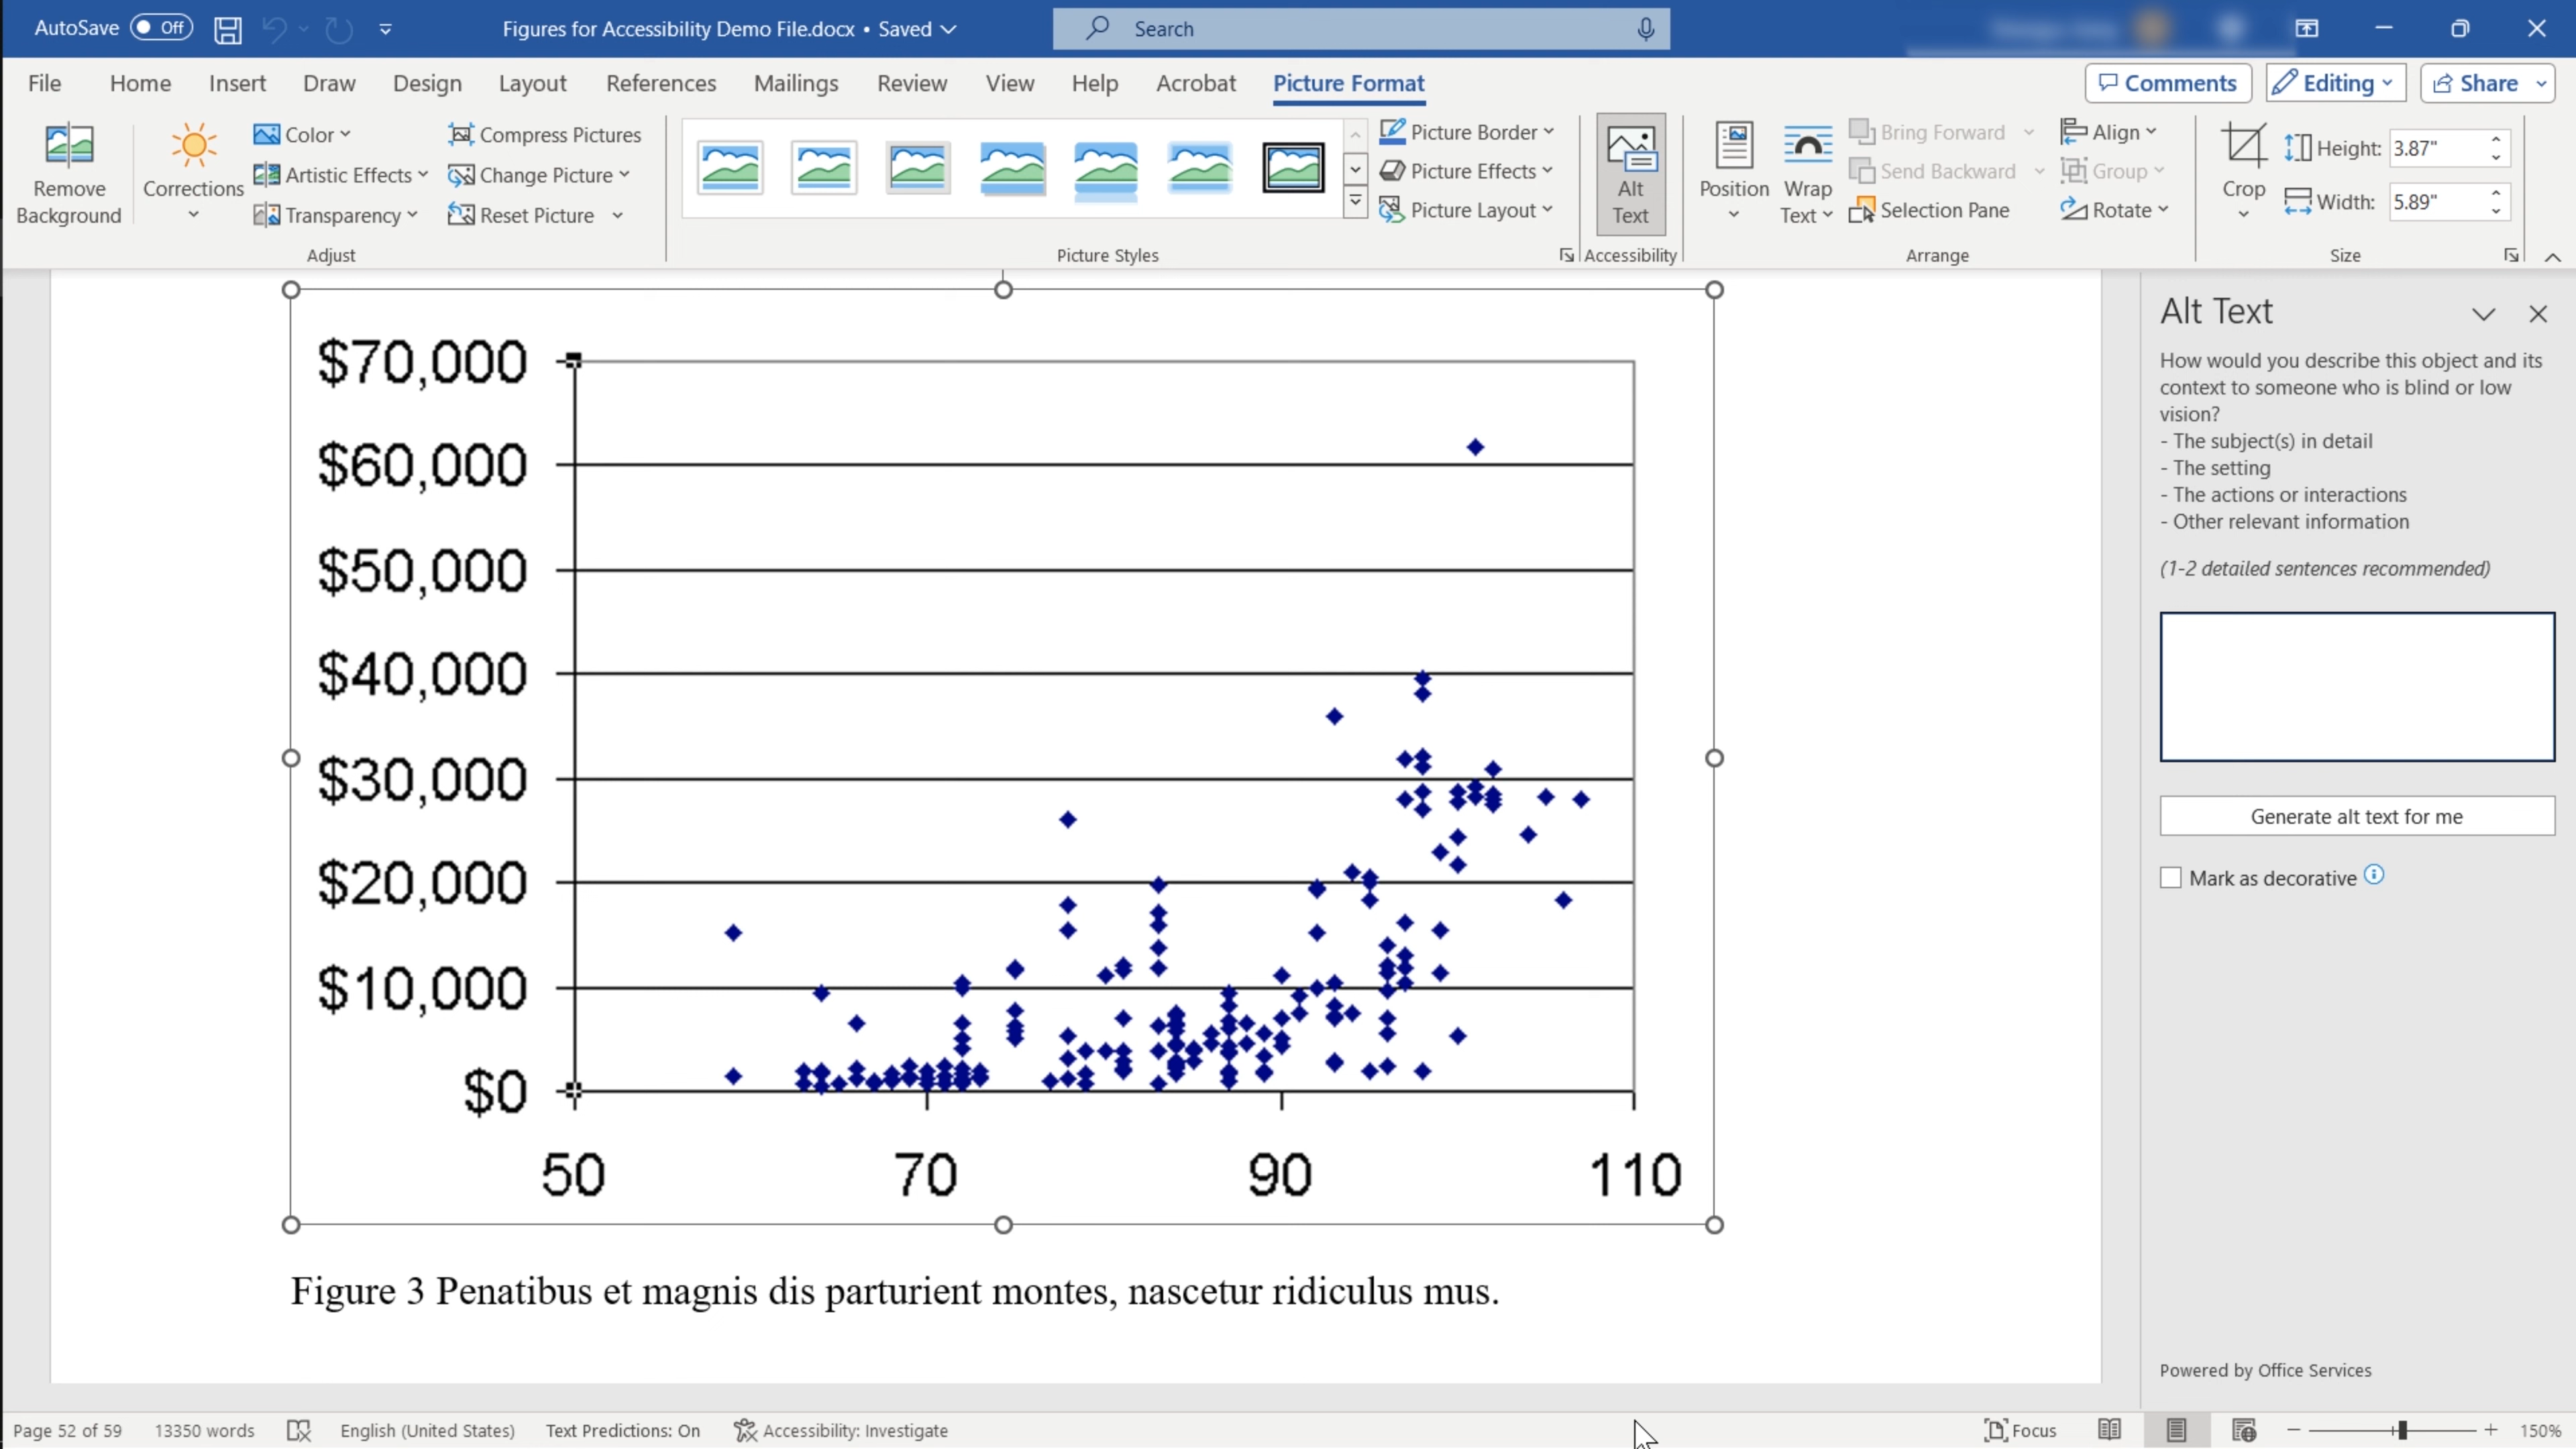 AutoSave Off Figures for Accessibility Demo File.docx • Saved Search
File Home Insert Draw Design Layout References Mailings Review View Help Acrobat Picture Format Comments Editing Share
Remove Background
Corrections
Color
Artistic Effects
Transparency
Compress Pictures
Change Picture
Reset Picture
Adjust
Picture Styles
Picture Border
Picture Effects
Picture Layout
Alt Text
Accessibility
Position
Wrap Text
Bring Forward
Send Backward
Selection Pane
Align
Group
Rotate
Arrange
Crop
Height: 3.87"
Width: 5.89"
Size
$70,000
$60,000
$50,000
$40,000
$30,000
$20,000
$10,000
$0
50 70 90 110
Figure 3 Penatibus et magnis dis parturient montes, nascetur ridiculus mus.
Alt Text
How would you describe this object and its
context to someone who is blind or low
vision?
- The subject(s) in detail
- The setting
- The actions or interactions
- Other relevant information
(1-2 detailed sentences recommended)
Generate alt text for me
Mark as decorative
Powered by Office Services
Page 52 of 59 13350 words English (United States) Text Predictions: On Accessibility: Investigate Focus 150%